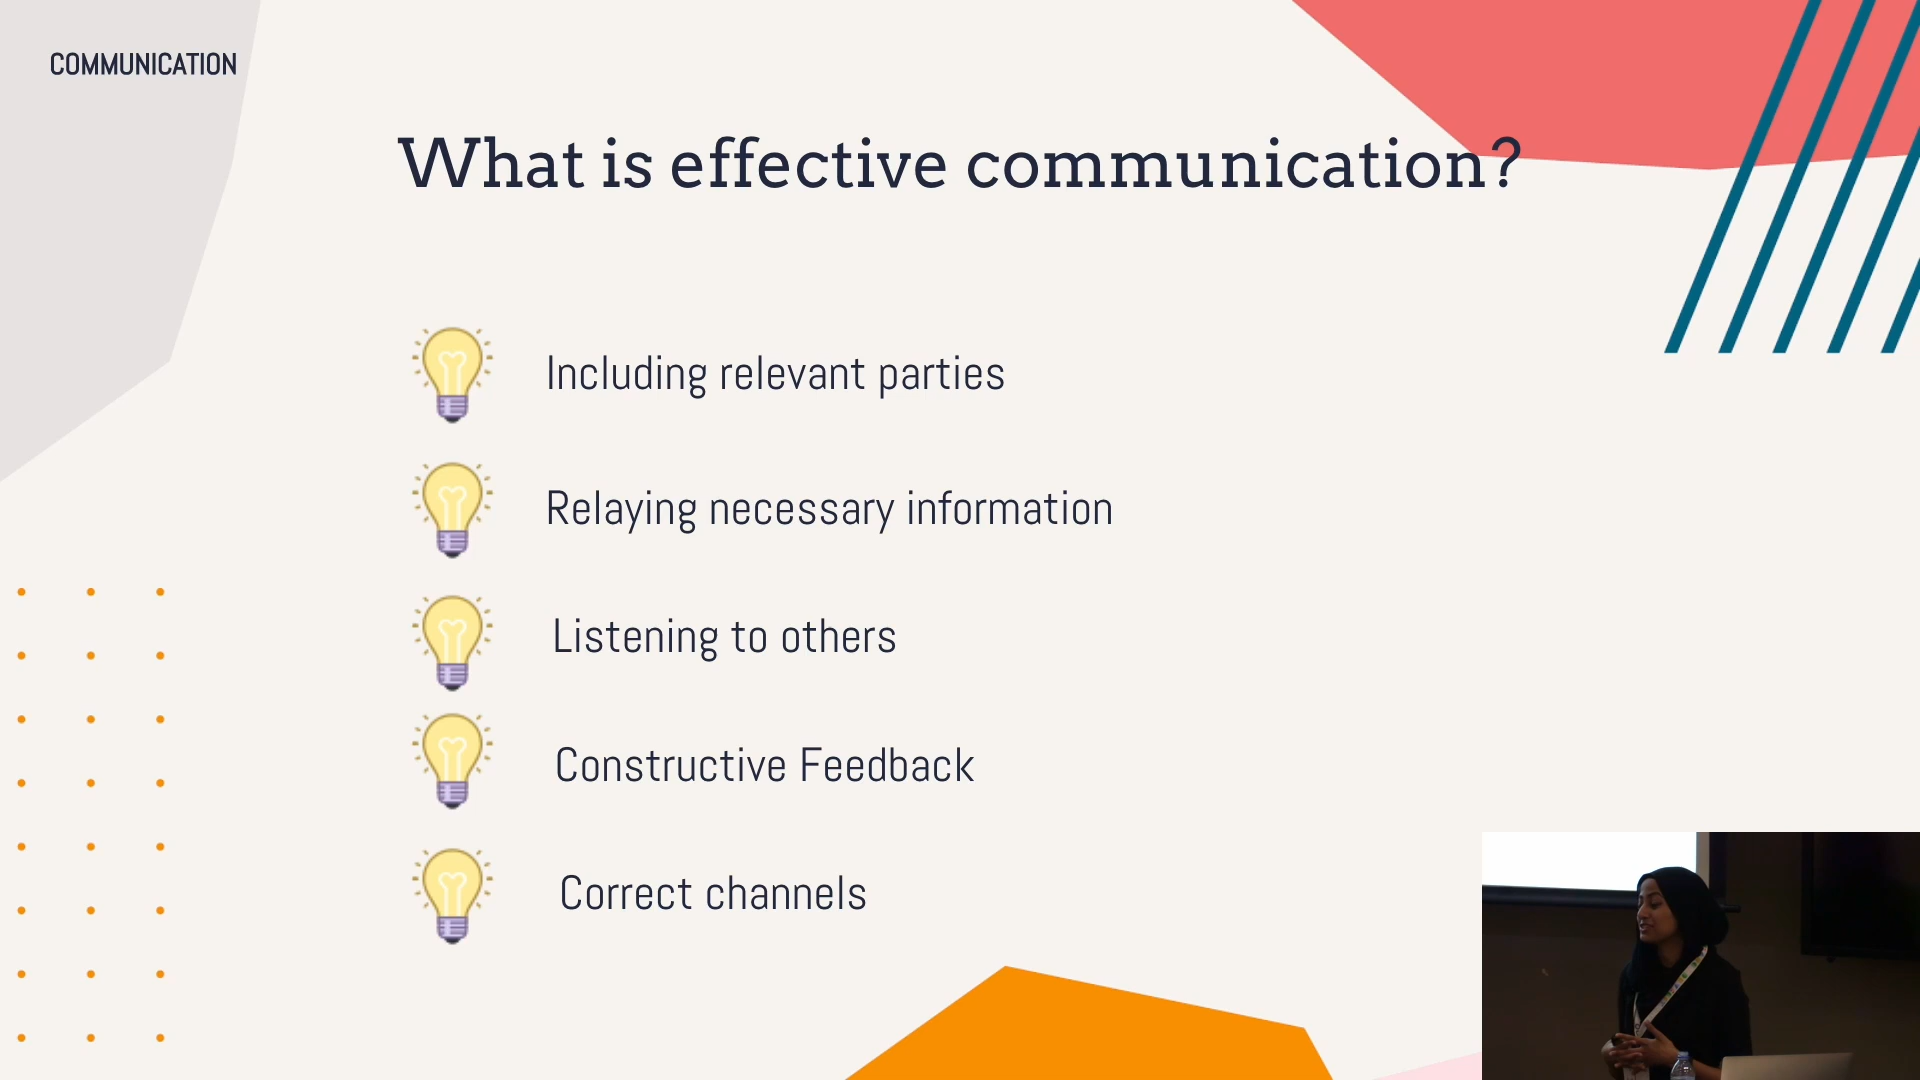 COMMUNICATION
What is effective communication?
Including relevant parties
Relaying necessary information
Listening to others
Constructive Feedback
Correct channels